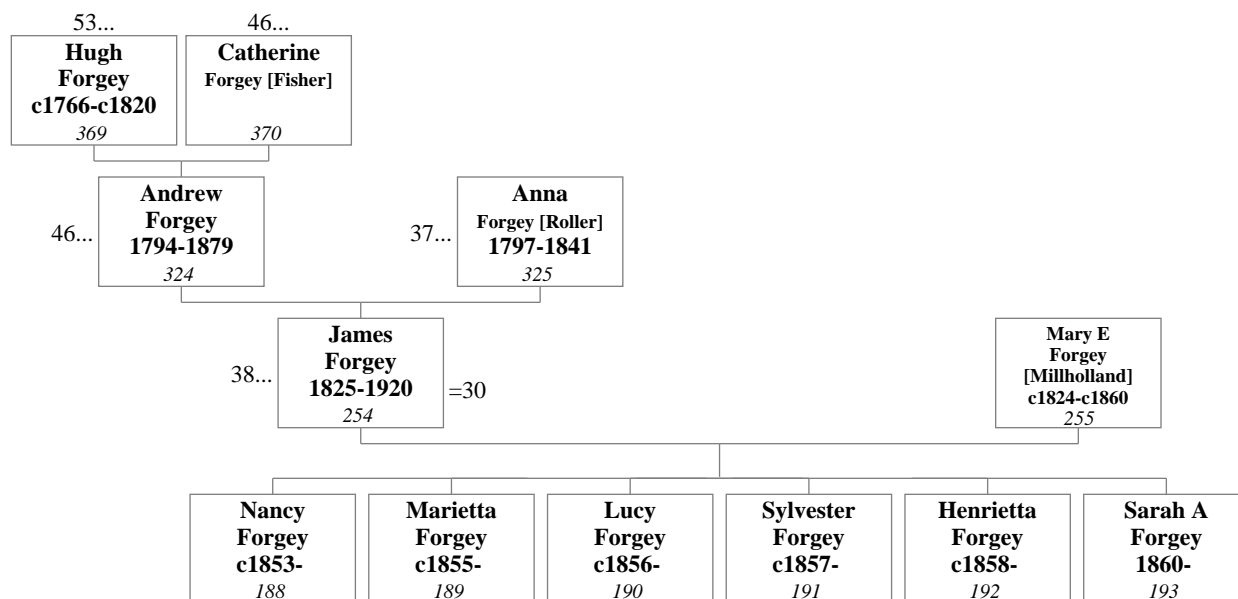 53...
46...
Hugh
Forgey
c1766-c1820
369
Catherine
Forgey [Fisher]
370
46...
Andrew
Forgey
1794-1879
324
37...
Anna
Forgey [Roller]
1797-1841
325
38...
James
Forgey
1825-1920
254
=30
Mary E
Forgey
[Millholland]
c1824-c1860
255
Nancy
Forgey
c1853-
188
Marietta
Forgey
c1855-
189
Lucy
Forgey
c1856-
190
Sylvester
Forgey
c1857-
191
Henrietta
Forgey
c1858-
192
Sarah A
Forgey
1860-
193